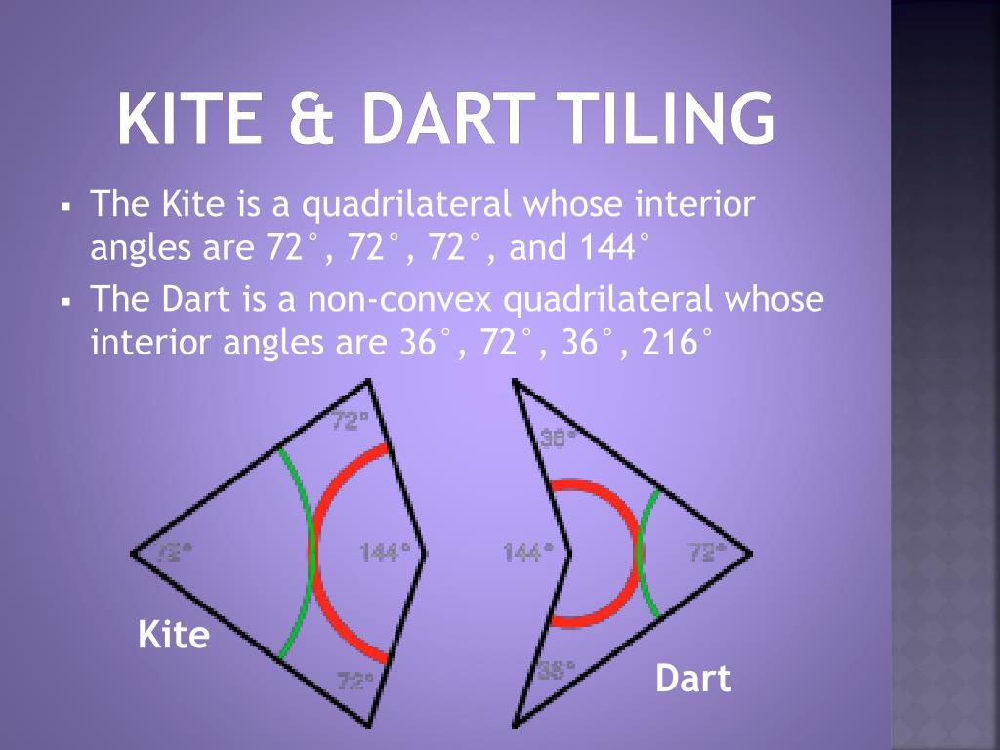 KITE & DART TILING
▪ The Kite is a quadrilateral whose interior
angles are 72°, 72°, 72°, and 144°
▪ The Dart is a non-convex quadrilateral whose
interior angles are 36°, 72°, 36°, 216°
72°
36°
72°
144°
144°
72°
Kite
72°
36°
Dart